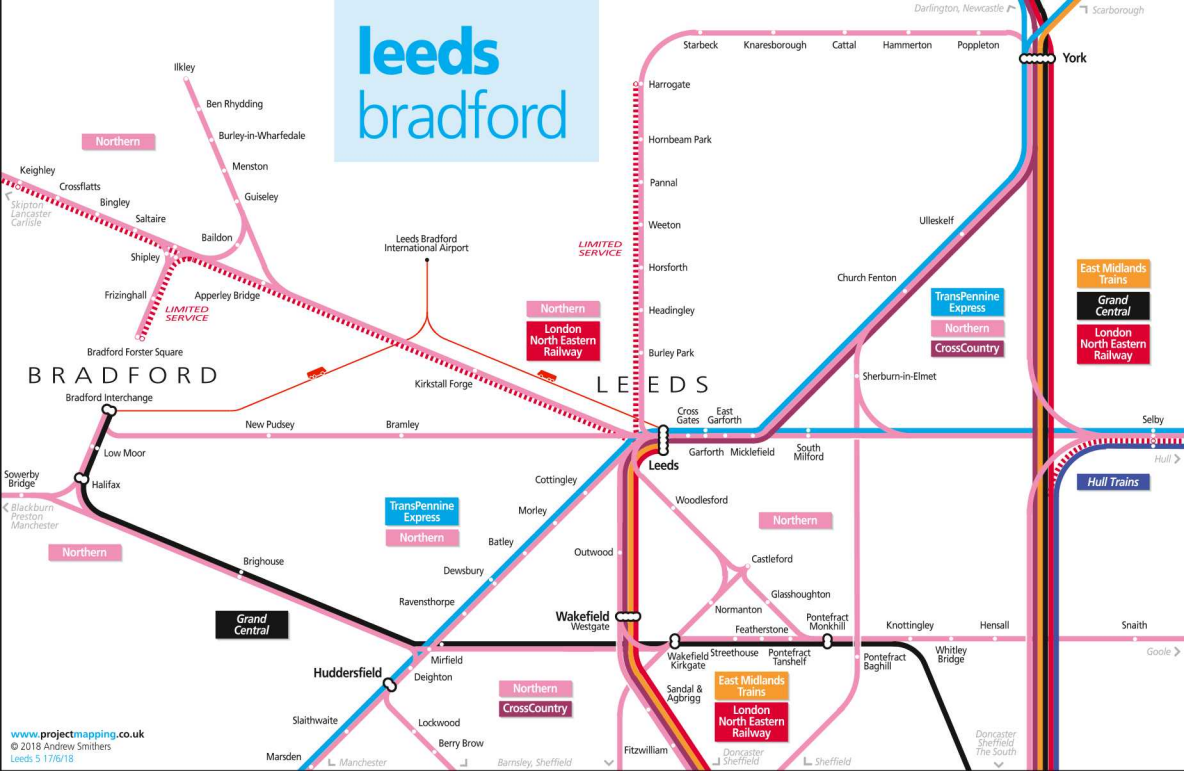 Darlington, Newcastle
Scarborough
leeds
bradford
Starbeck
Knaresborough
Cattal
Hammerton
Poppleton
York
Ilkley
Harrogate
Ben Rhydding
Burley-in-Wharfedale
Hornbeam Park
Northern
Menston
Keighley
Crossflatts
Pannal
Skipton
Lancaster
Carlisle
Bingley
Guiseley
Saltaire
Weeton
Ulleskelf
Baildon
Leeds Bradford
International Airport
LIMITED
SERVICE
Shipley
Horsforth
Church Fenton
East Midlands
Trains
Frizinghall
Apperley Bridge
LIMITED
SERVICE
Northern
Headingley
TransPennine
Express
Grand
Central
London
North Eastern
Railway
Northern
London
North Eastern
Railway
CrossCountry
Bradford Forster Square
Burley Park
BRADFORD
LEEDS
Kirkstall Forge
Sherburn-in-Elmet
Bradford Interchange
New Pudsey
Bramley
Cross
Gates
East
Garforth
Selby
Low Moor
Leeds
Garforth
Micklefield
South
Milford
Hull
Sowerby
Bridge
Halifax
Cottingley
Hull Trains
Blackburn
Preston
Manchester
TransPennine
Express
Morley
Woodlesford
Northern
Northern
Northern
Batley
Outwood
Castleford
Brighouse
Dewsbury
Glasshoughton
Ravensthorpe
Normanton
Grand
Central
Wakefield
Westgate
Featherstone
Pontefract
Monkhill
Knottingley
Hensall
Snaith
Mirfield
Wakefield
Kirkgate
Streethouse
Pontefract
Tanshelf
Pontefract
Baghill
Whitley
Bridge
Goole
Huddersfield
Deighton
Northern
CrossCountry
Sandal &
Agbrigg
East Midlands
Trains
London
North Eastern
Railway
Slaithwaite
Lockwood
Berry Brow
Fitzwilliam
www.projectmapping.co.uk
© 2018 Andrew Smithers
Leeds 5 17/6/18
Marsden
Manchester
Barnsley, Sheffield
Doncaster
Sheffield
Sheffield
Doncaster
Sheffield
The South